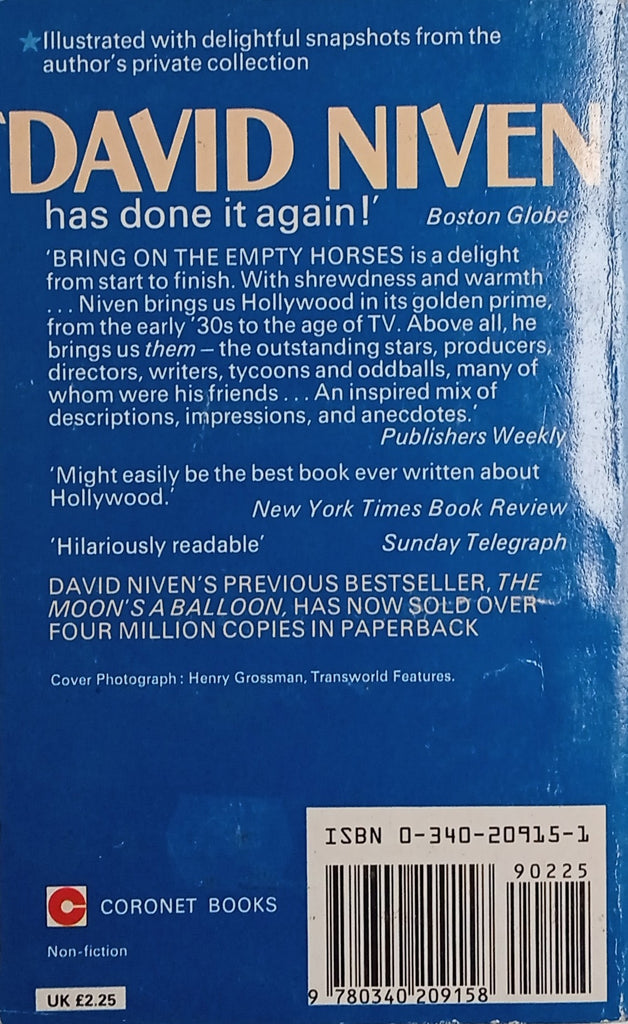 ★Illustrated with delightful snapshots from the
author's private collection
'DAVID NIVEN
has done it again!' Boston Globe
'BRING ON THE EMPTY HORSES is a delight
from start to finish. With shrewdness and warmth
... Niven brings us Hollywood in its golden prime,
from the early '30s to the age of TV. Above all, he
brings us them – the outstanding stars, producers,
directors, writers, tycoons and oddballs, many of
whom were his friends ... An inspired mix of
descriptions, impressions, and anecdotes.'
Publishers Weekly
'Might easily be the best book ever written about
Hollywood.'
New York Times Book Review
'Hilariously readable' Sunday Telegraph
DAVID NIVEN'S PREVIOUS BESTSELLER, THE
MOON'S A BALLOON, HAS NOW SOLD OVER
FOUR MILLION COPIES IN PAPERBACK
Cover Photograph: Henry Grossman, Transworld Features.
ISBN 0-340-20915-1
90225
9 780340 209158
CORONET BOOKS
Non-fiction
UK £2.25